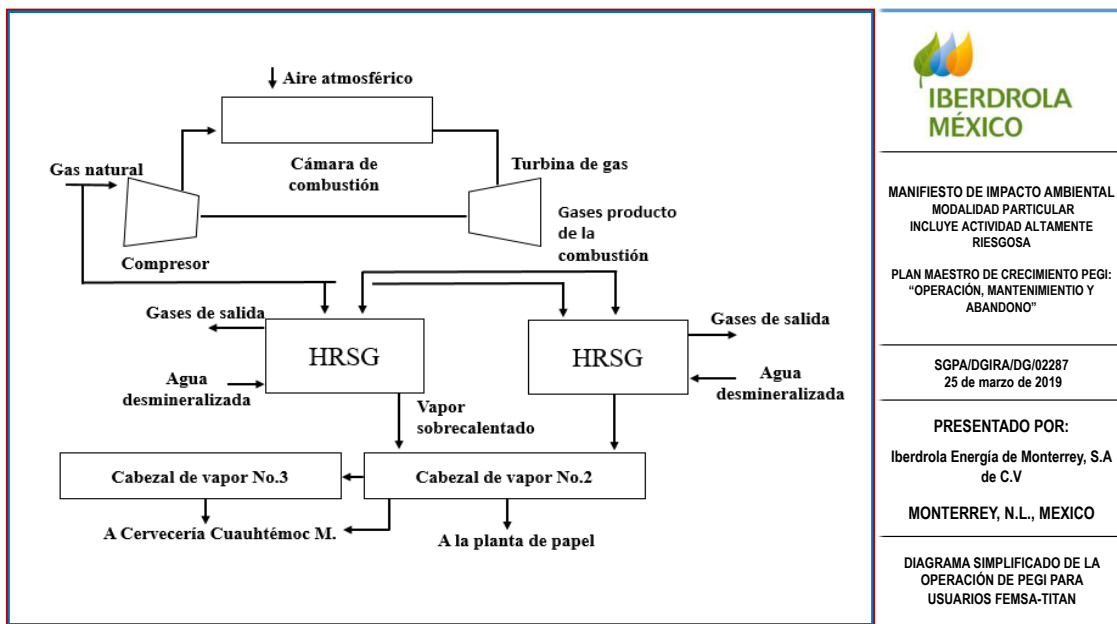 Aire atmosférico
Gas natural
Cámara de
combustión
Turbina de gas
Gases producto
de la
combustión
Compresor
Gases de salida
HRSG
Agua
desmineralizada
HRSG
Gases de salida
Agua
desmineralizada
Vapor
sobrecalentado
Cabezal de vapor No.3
Cabezal de vapor No.2
A Cervecería Cuauhtémoc M.
A la planta de papel
IBERDROLA
MÉXICO
MANIFIESTO DE IMPACTO AMBIENTAL
MODALIDAD PARTICULAR
INCLUYE ACTIVIDAD ALTAMENTE
RIESGOSA
PLAN MAESTRO DE CRECIMIENTO PEGI:
“OPERACIÓN, MANTENIMIENTIO Y
ABANDONO”
SGPA/DGIRA/DG/02287
25 de marzo de 2019
PRESENTADO POR:
Iberdrola Energía de Monterrey, S.A
de C.V
MONTERREY, N.L., MEXICO
DIAGRAMA SIMPLIFICADO DE LA
OPERACIÓN DE PEGI PARA
USUARIOS FEMSA-TITAN